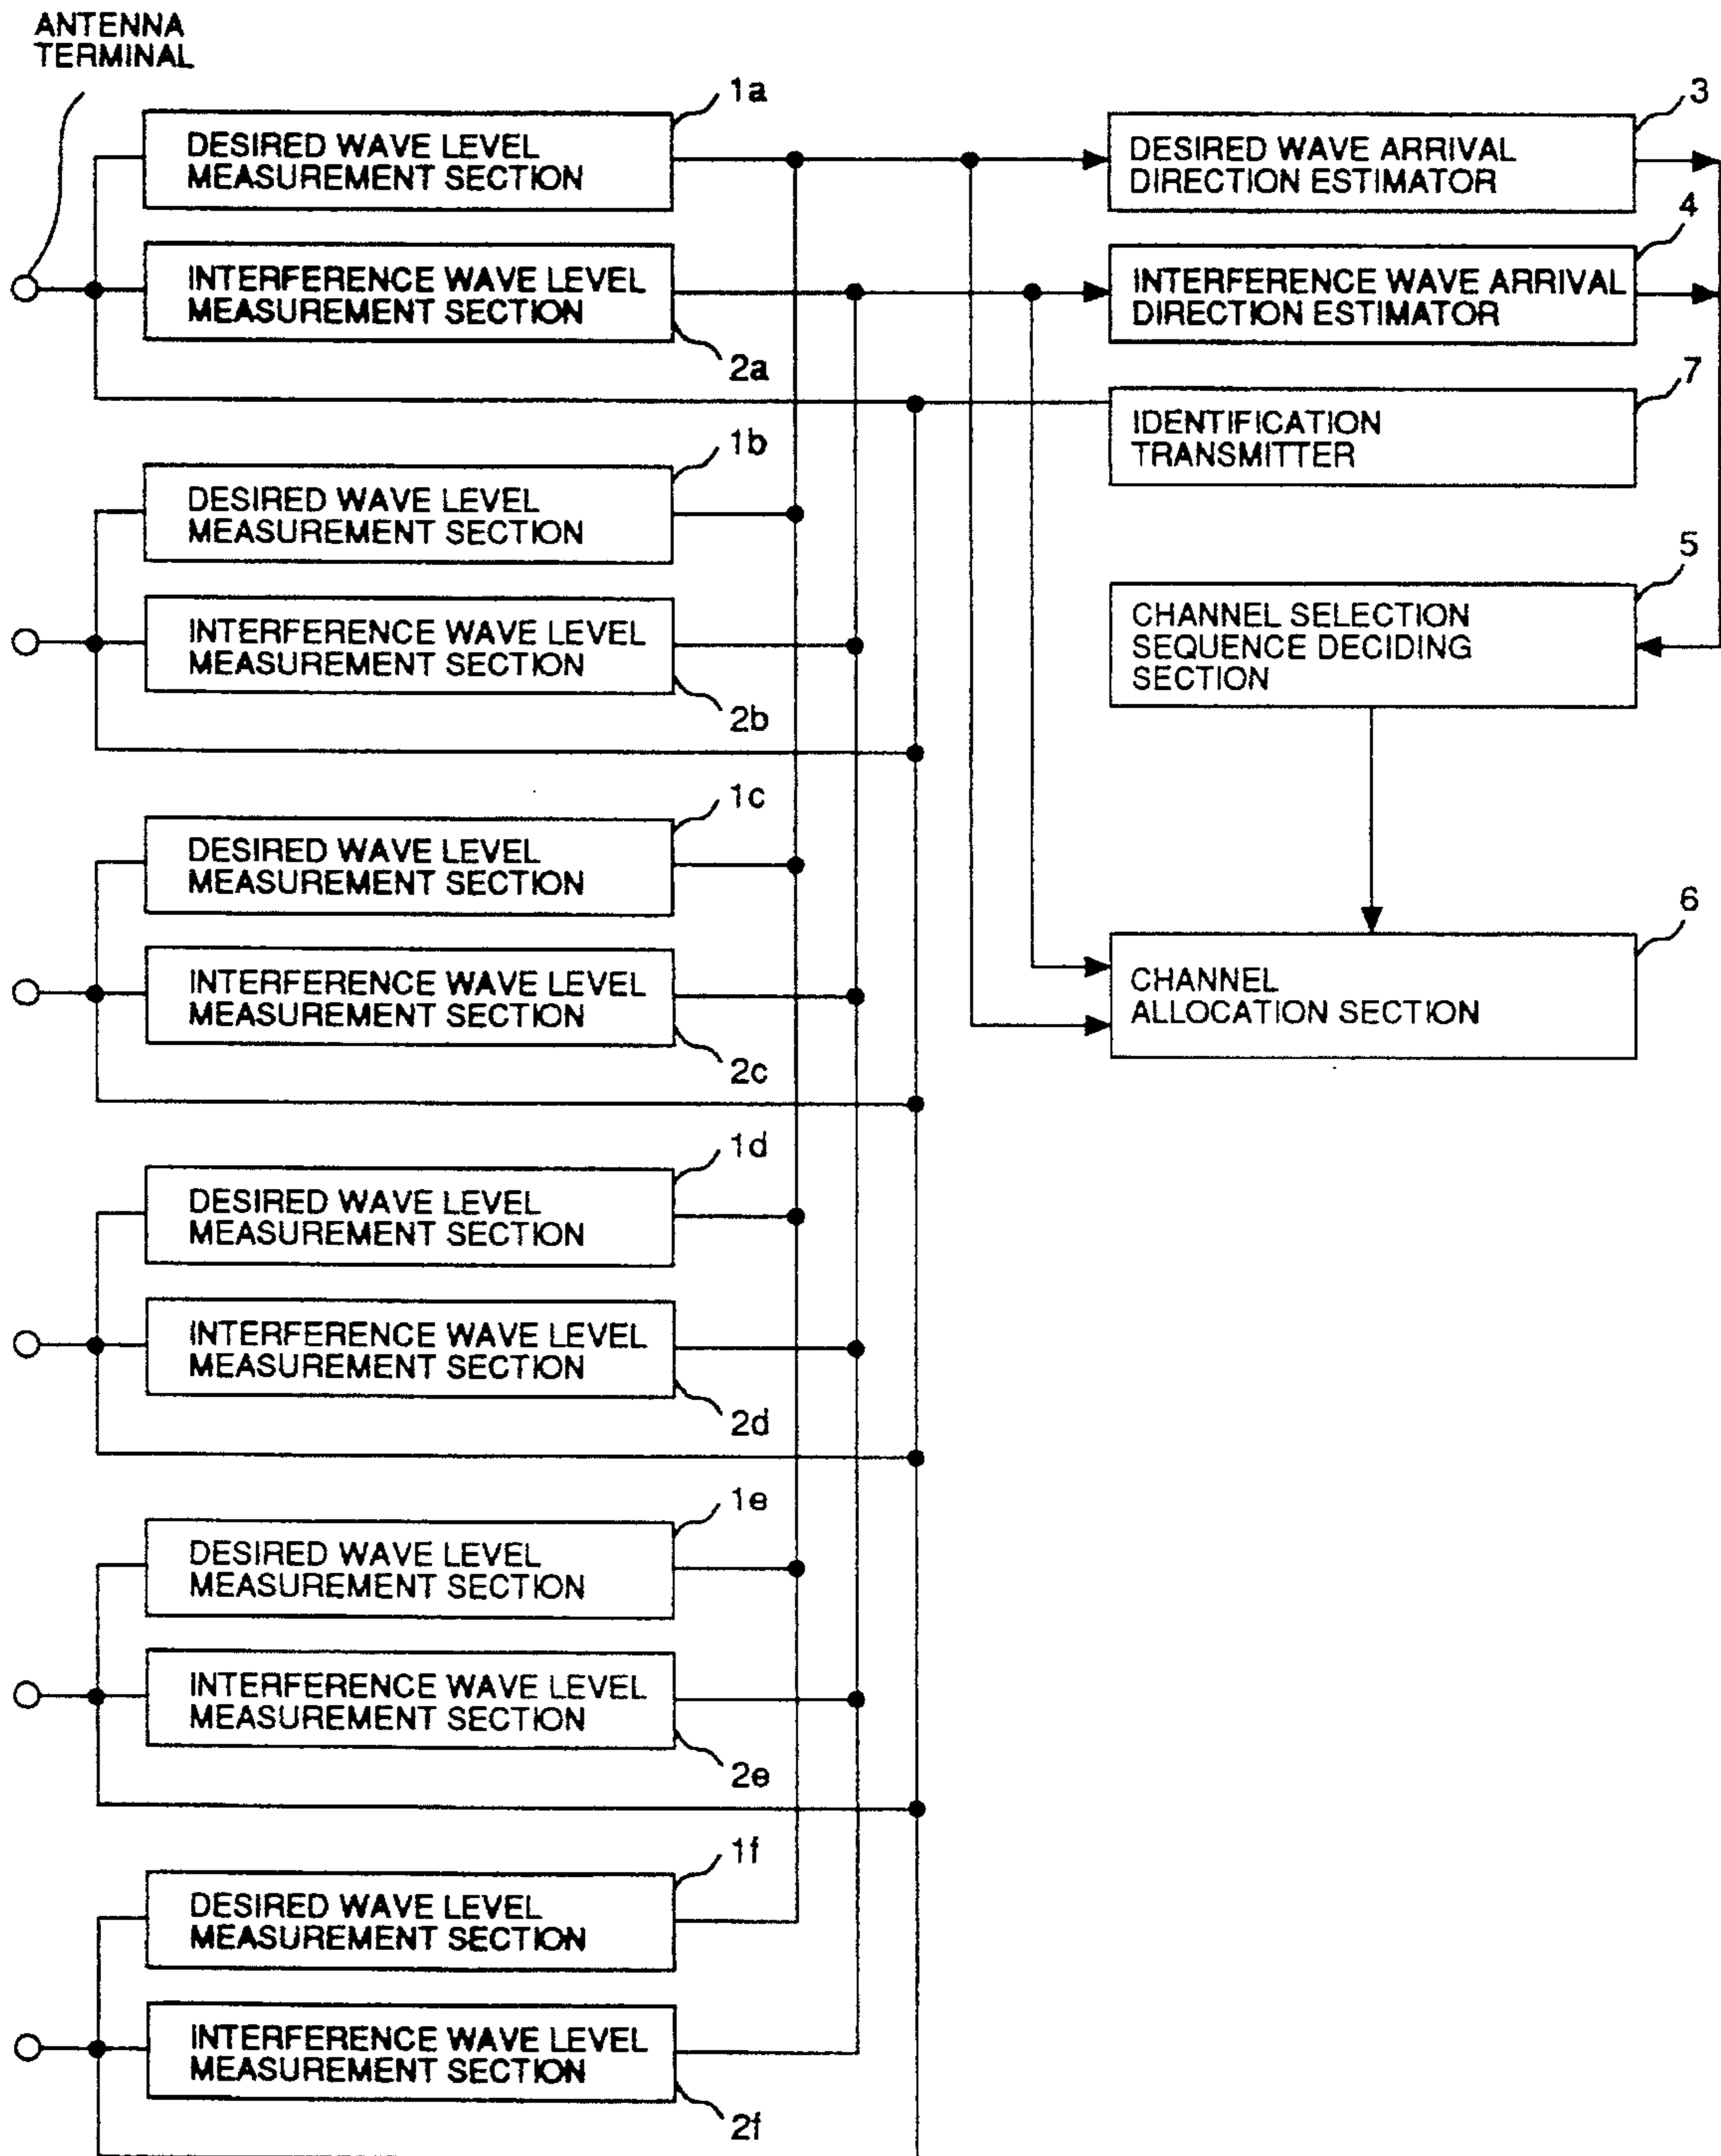 ANTENNA
TERMINAL
1a
DESIRED WAVE LEVEL
MEASUREMENT SECTION
INTERFERENCE WAVE LEVEL
MEASUREMENT SECTION
2a
3
DESIRED WAVE ARRIVAL
DIRECTION ESTIMATOR
4
INTERFERENCE WAVE ARRIVAL
DIRECTION ESTIMATOR
7
IDENTIFICATION
TRANSMITTER
1b
DESIRED WAVE LEVEL
MEASUREMENT SECTION
INTERFERENCE WAVE LEVEL
MEASUREMENT SECTION
2b
5
CHANNEL SELECTION
SEQUENCE DECIDING
SECTION
1c
DESIRED WAVE LEVEL
MEASUREMENT SECTION
INTERFERENCE WAVE LEVEL
MEASUREMENT SECTION
2c
6
CHANNEL
ALLOCATION SECTION
1d
DESIRED WAVE LEVEL
MEASUREMENT SECTION
INTERFERENCE WAVE LEVEL
MEASUREMENT SECTION
2d
1e
DESIRED WAVE LEVEL
MEASUREMENT SECTION
INTERFERENCE WAVE LEVEL
MEASUREMENT SECTION
2e
1f
DESIRED WAVE LEVEL
MEASUREMENT SECTION
INTERFERENCE WAVE LEVEL
MEASUREMENT SECTION
2f